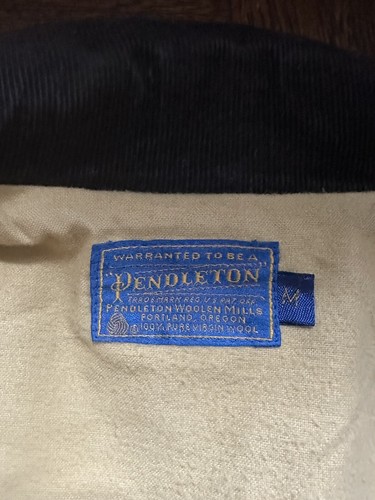 WARRANTED TO BE A
PENDLETON
TRADEMARK REG. U.S. PAT. OFF.
PENDLETON WOOLEN MILLS
PORTLAND, OREGON
100% PURE VIRGIN WOOL
M